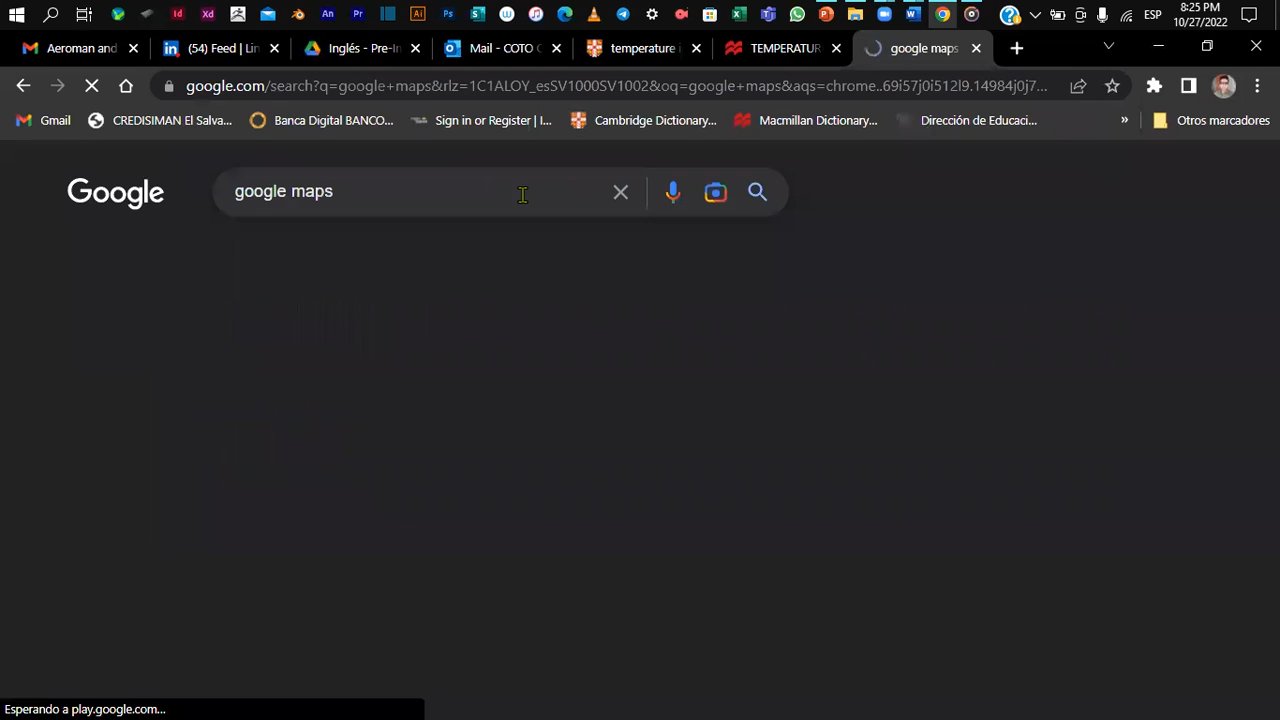 8:25 PM
ESP
10/27/2022
Aeroman and
(54) Feed | Lin
Inglés - Pre-In
Mail - COTO C
temperature i
TEMPERATUR
google maps
google.com/search?q=google+maps&rlz=1C1ALOY_esSV1000SV1002&oq=google+maps&aqs=chrome..69i57j0i512l9.14984j0j7...
Gmail
CREDISIMAN El Salva...
Banca Digital BANCO...
Sign in or Register | I...
Cambridge Dictionary...
Macmillan Dictionary...
Dirección de Educaci...
»
Otros marcadores
Google
google maps
Esperando a play.google.com...